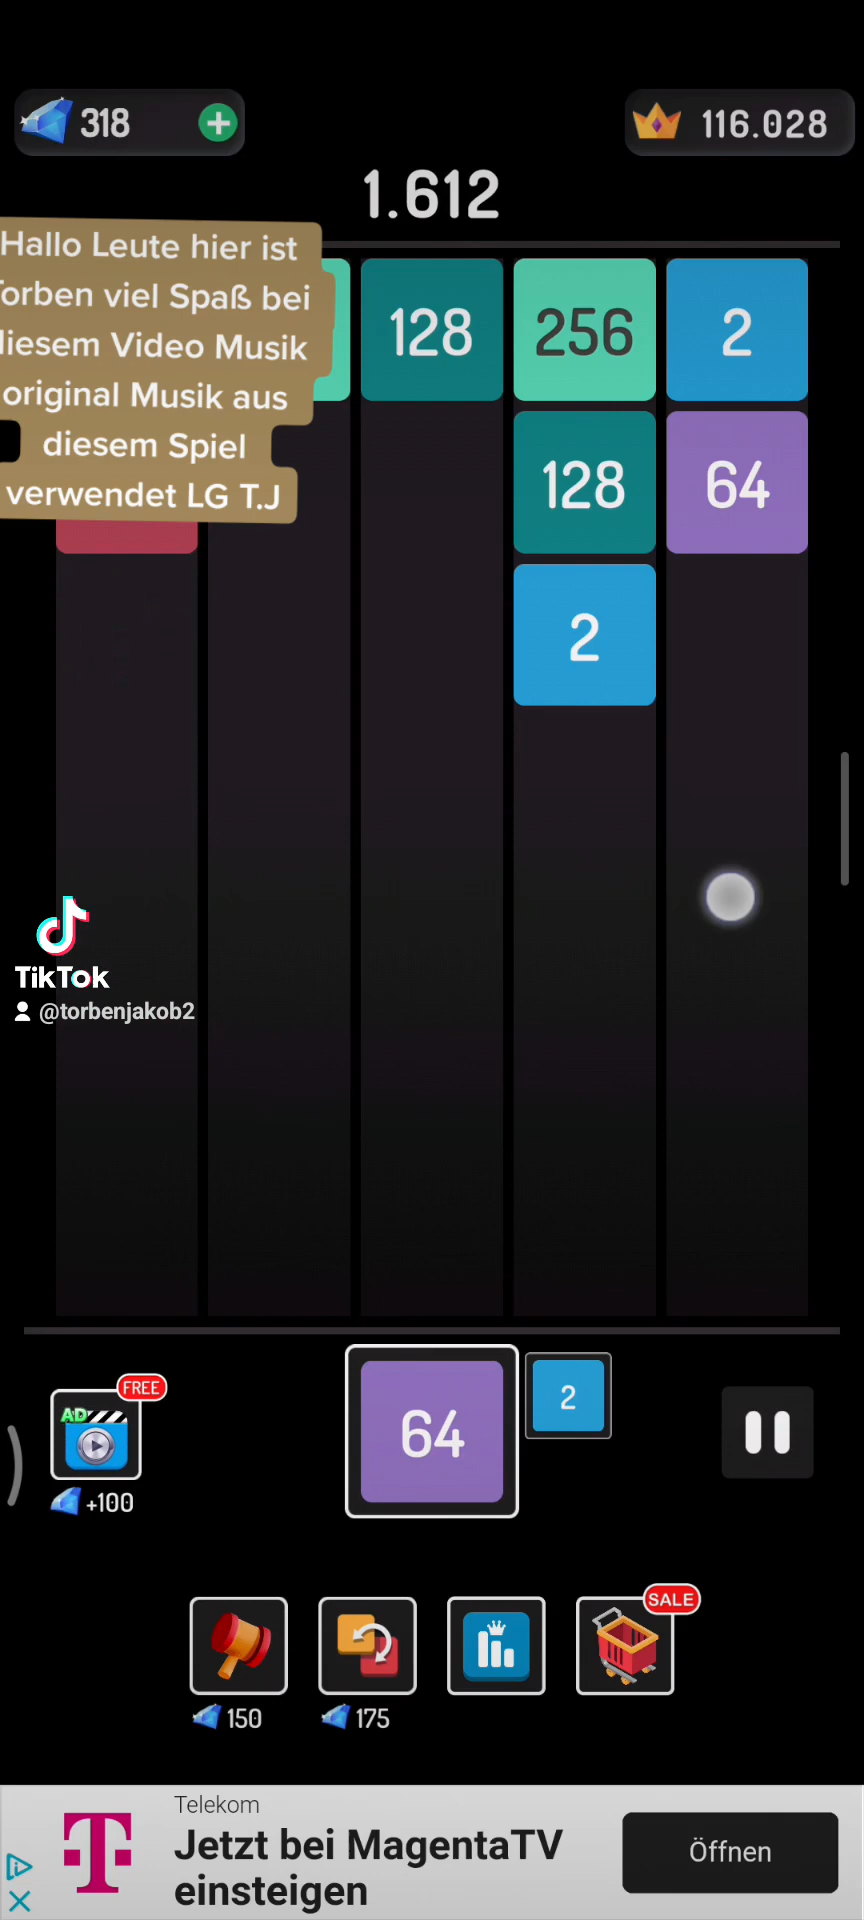 318
116.028
1.612
Hallo Leute hier ist
Torben viel Spaß bei
diesem Video Musik
original Musik aus
diesem Spiel
verwendet LG T.J
128
256
2
128
64
2
TikTok
@torbenjakob2
64
2
FREE
AD
+100
SALE
150
175
Telekom
Jetzt bei MagentaTV
einsteigen
Öffnen